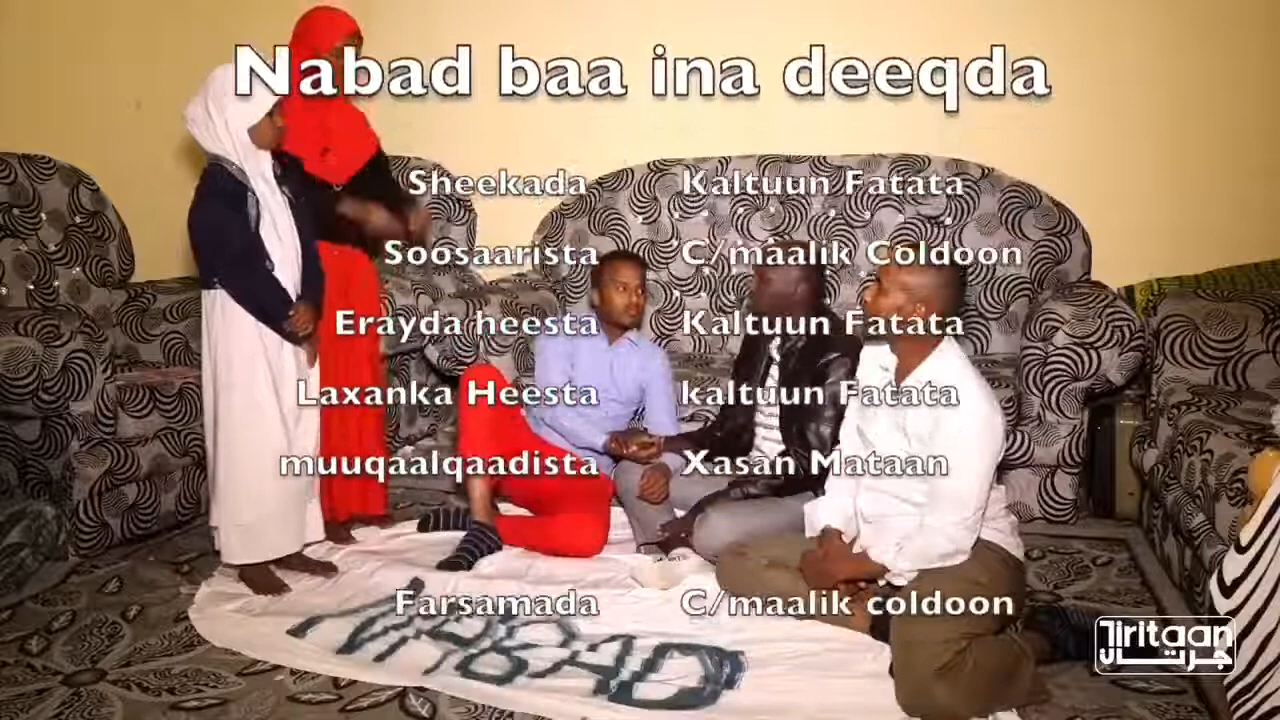 Nabad baa ina deeqda
Sheekada Kaltuun Fatata
Soosaarista C/maalik Coldoon
Erayda heesta Kaltuun Fatata
Laxanka Heesta kaltuun Fatata
muuqaalqaadista Xasan Mataan
Farsamada C/maalik coldoon
NABAD
Jiritaan